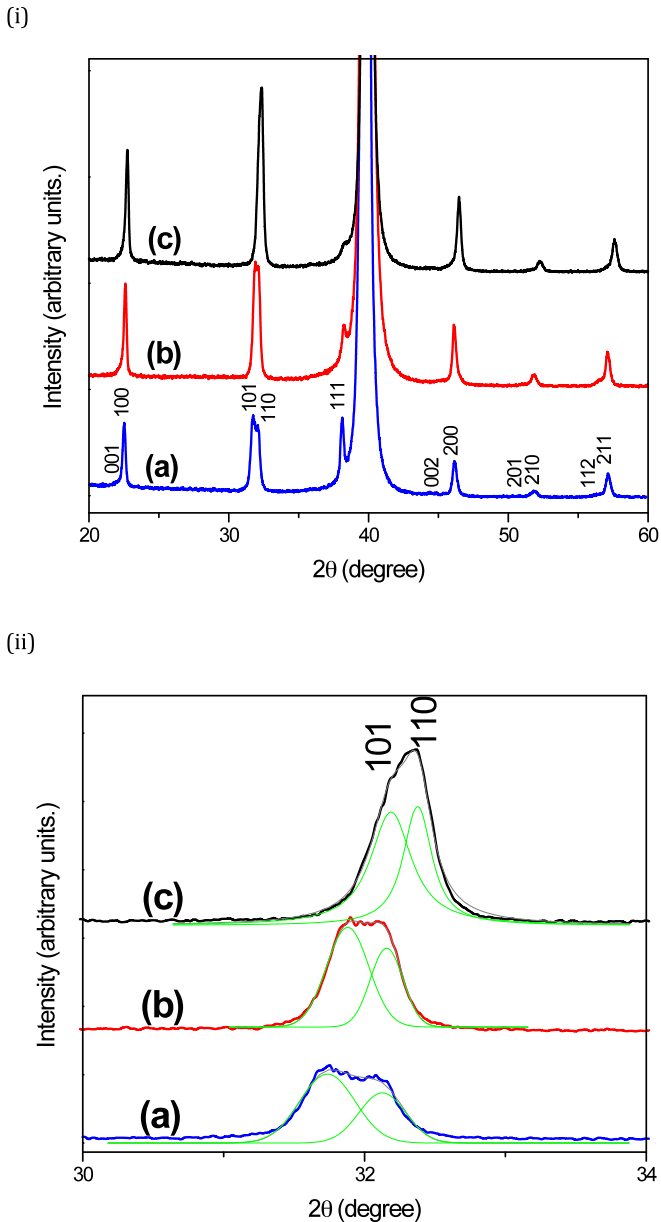 (i)
Intensity (arbitrary units.)
(c)
(b)
(a)
001
100
101
110
111
002
200
201
210
112
211
20
30
40
50
60
2θ (degree)
(ii)
Intensity (arbitrary units.)
101
110
(c)
(b)
(a)
30
32
34
2θ (degree)